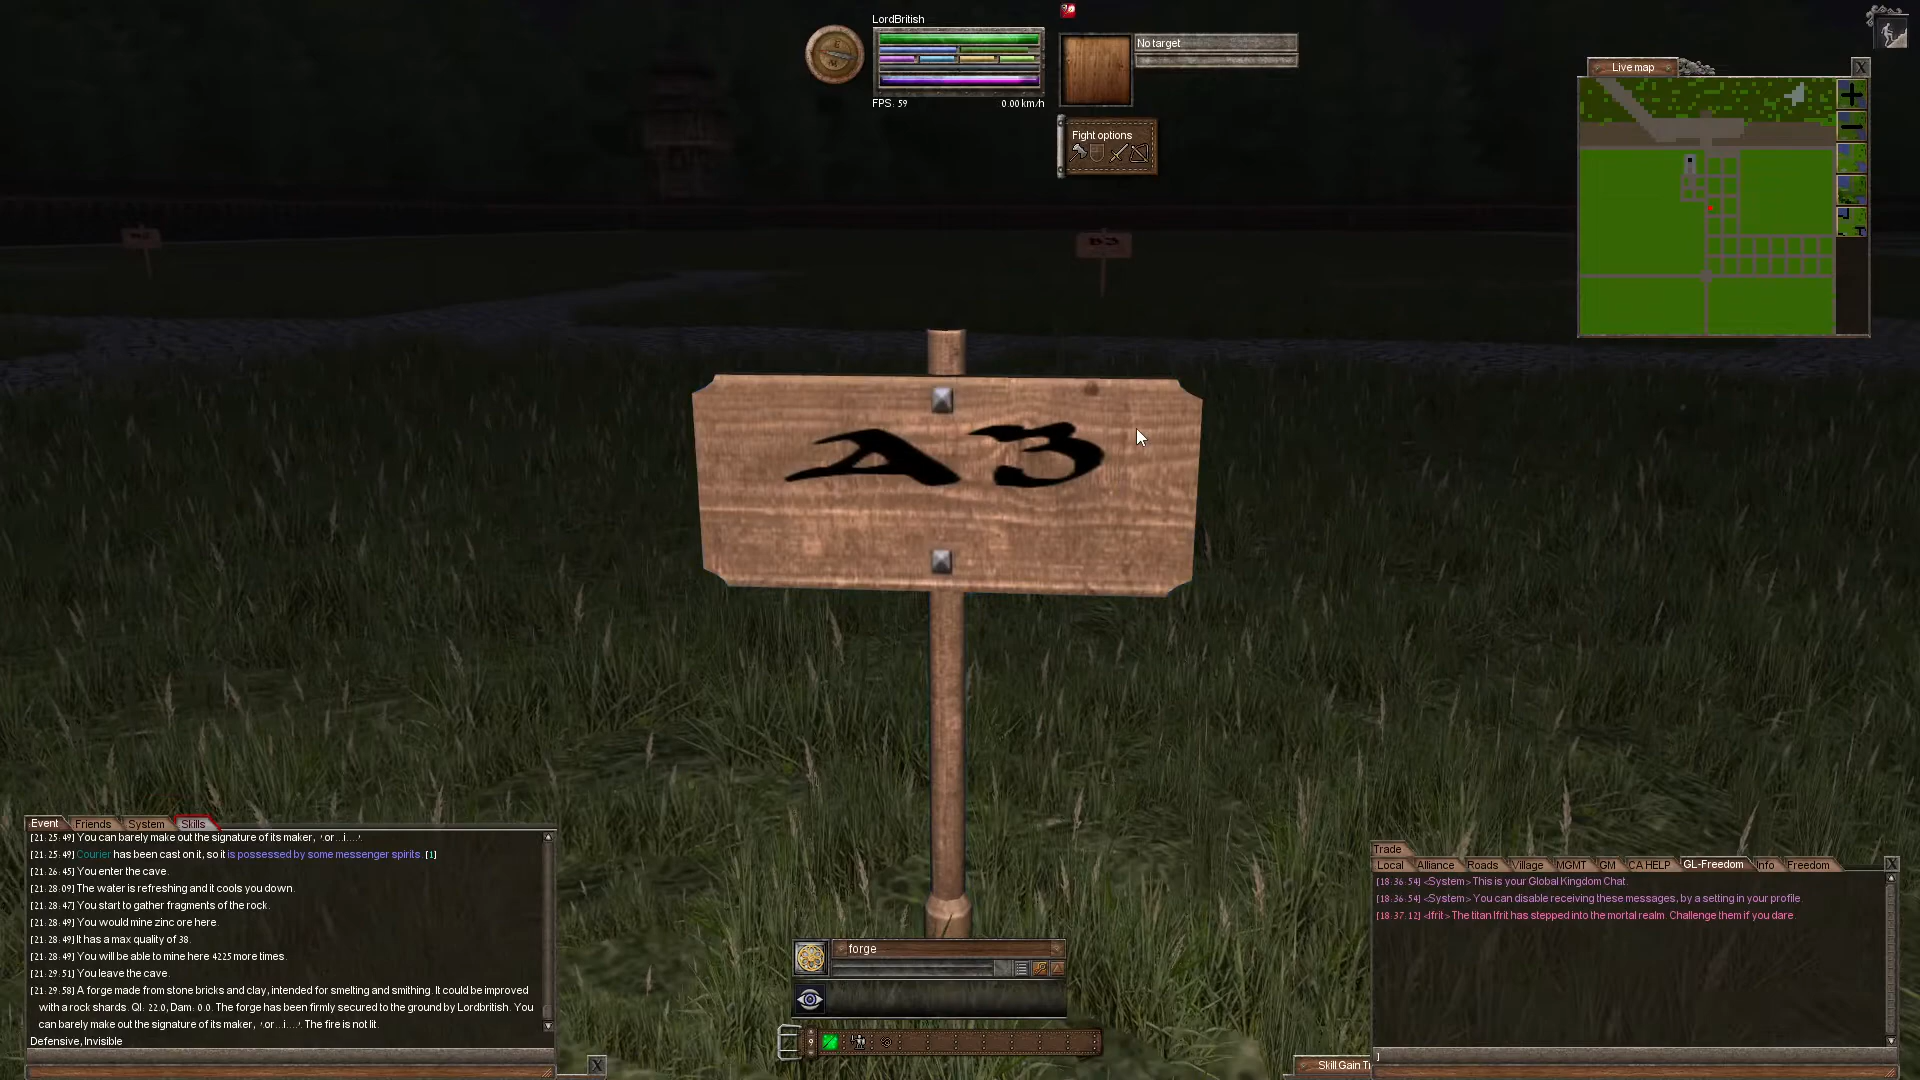 LordBritish
FPS: 59
0.00 km/h
No target
Fight options
Live map
B3
A3
Event
Friends
System
Skills
[21:25:49] You can barely make out the signature of its maker, '.or...i....'.
[21:25:49] Courier has been cast on it, so it is possessed by some messenger spirits. [1]
[21:26:45] You enter the cave.
[21:28:09] The water is refreshing and it cools you down.
[21:28:47] You start to gather fragments of the rock.
[21:28:49] You would mine zinc ore here.
[21:28:49] It has a max quality of 38.
[21:28:49] You will be able to mine here 4225 more times.
[21:29:51] You leave the cave.
[21:29:58] A forge made from stone bricks and clay, intended for smelting and smithing. It could be improved
with a rock shards. Ql: 22.0, Dam: 0.0. The forge has been firmly secured to the ground by Lordbritish. You
can barely make out the signature of its maker, '.or...i....'. The fire is not lit.
Defensive, Invisible
X
forge
9
Skill Gain Tr
Trade
Local
Alliance
Roads
Village
MGMT
GM
CA HELP
GL-Freedom
Info
Freedom
X
[18:36:54] <System> This is your Global Kingdom Chat.
[18:36:54] <System> You can disable receiving these messages, by a setting in your profile.
[18:37:12] <Ifrit> The titan Ifrit has stepped into the mortal realm. Challenge them if you dare.
]